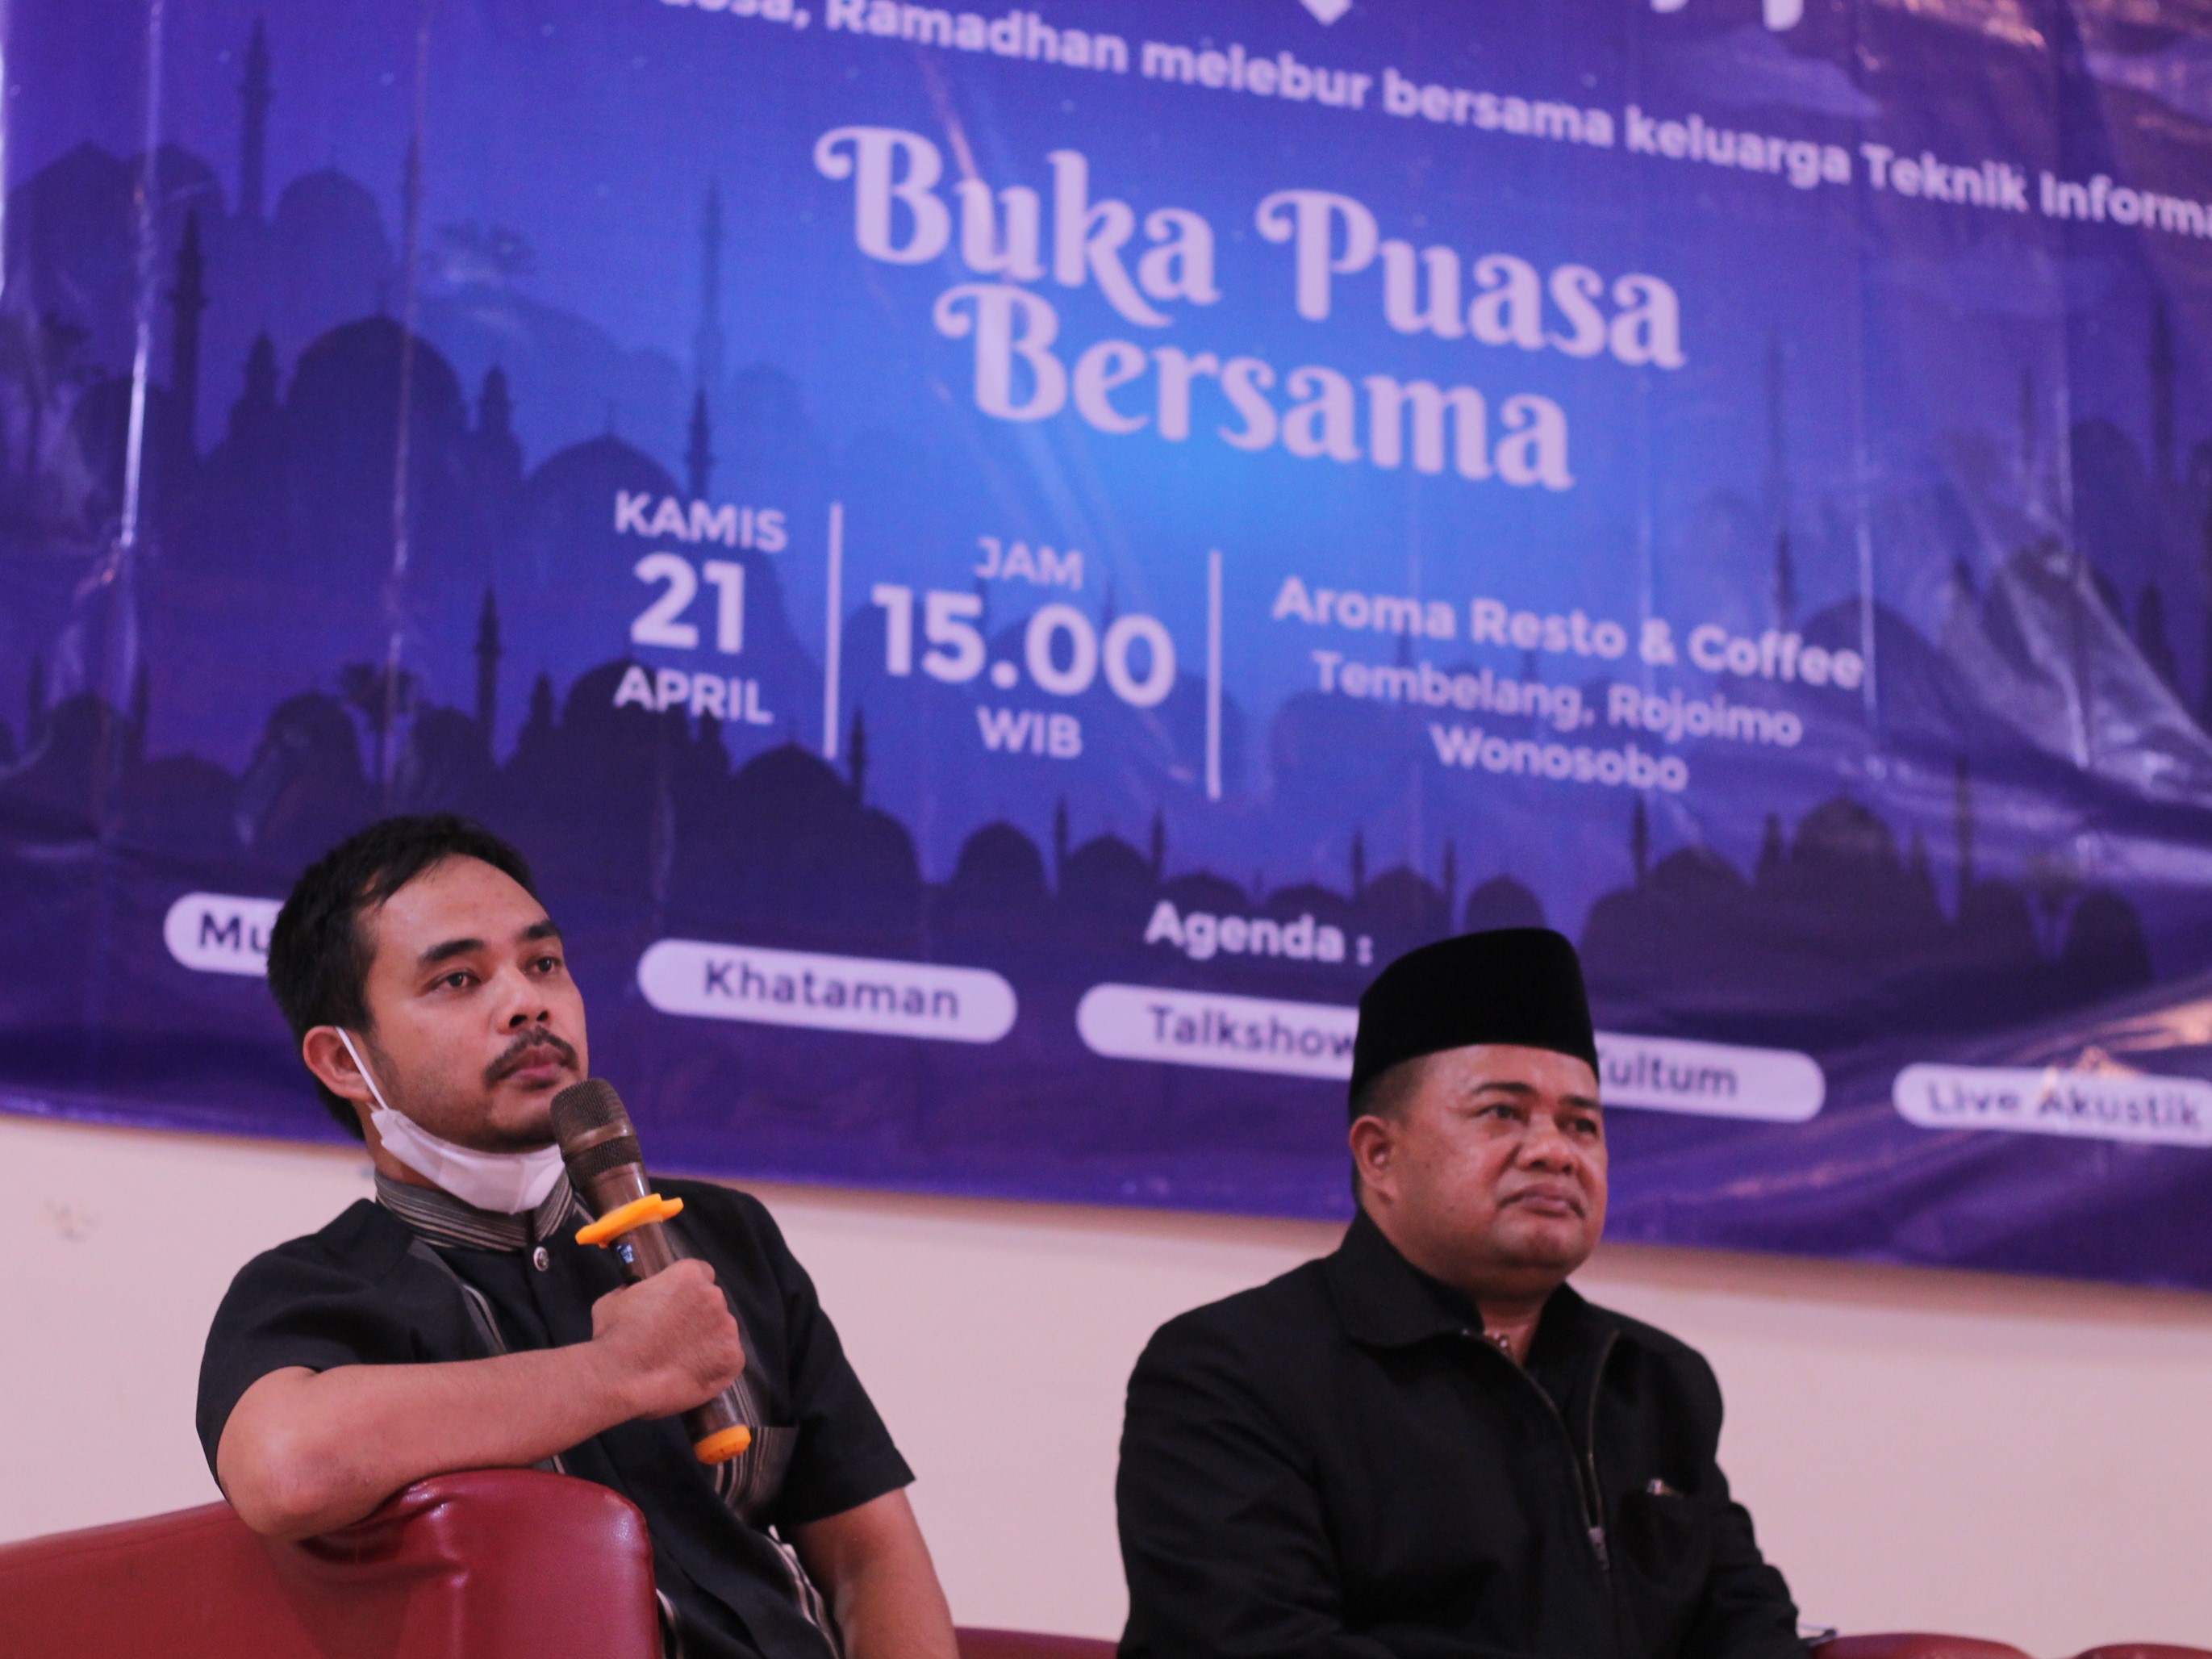 Ramadhan melebur bersama keluarga Teknik
Buka Puasa
Bersama
KAMIS
21
APRIL
JAM
15.00
WIB
Aroma Resto & Coffee
Tembelang, Rojoimo
Wonosobo
Agenda :
Khataman
Talkshow
Live Akustik